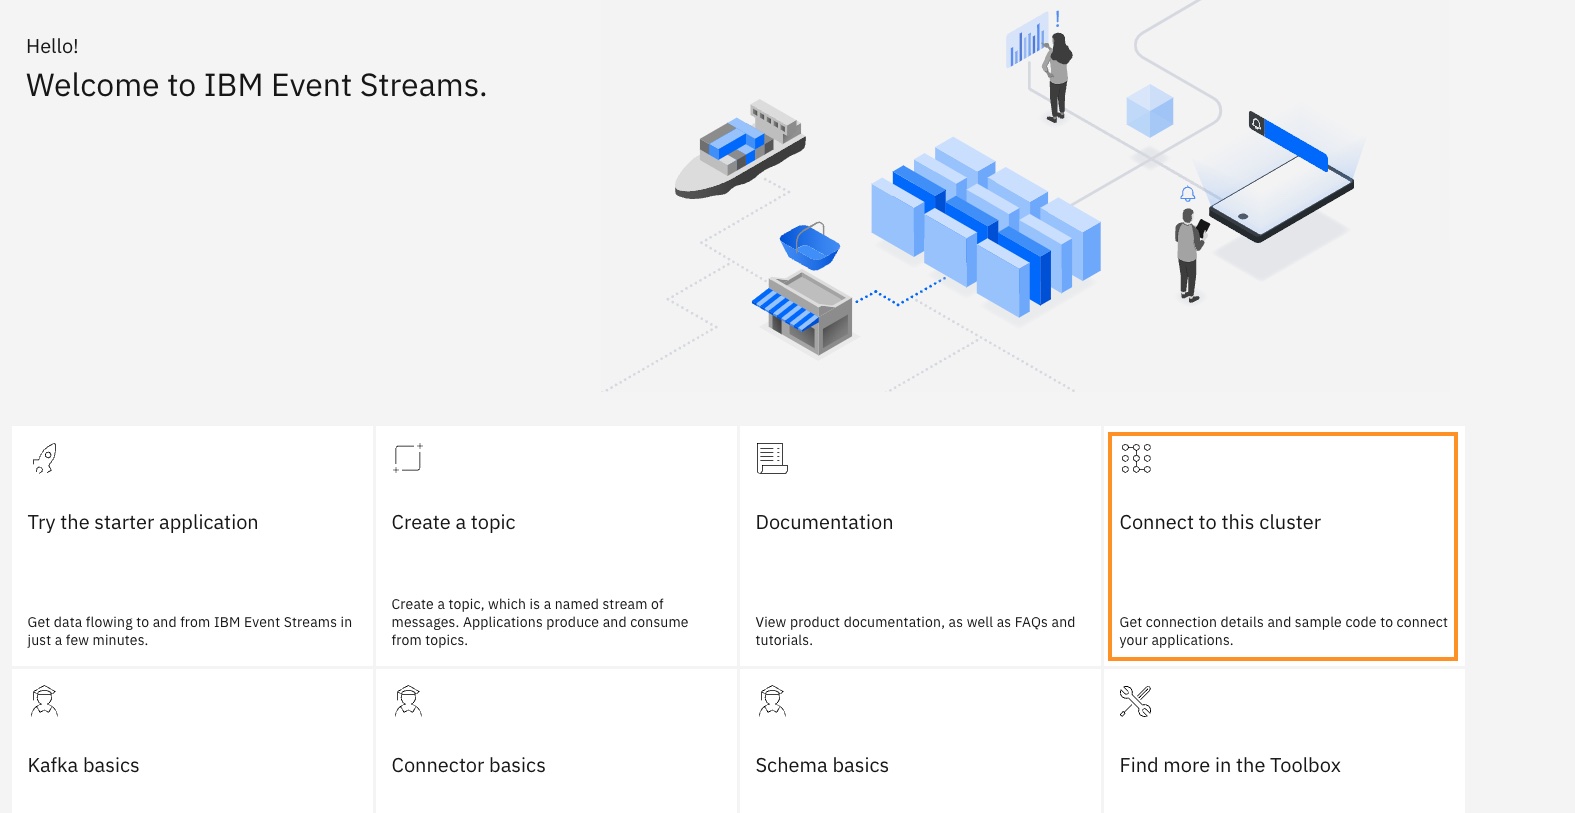 Hello!
Welcome to IBM Event Streams.
Try the starter application
Get data flowing to and from IBM Event Streams in
just a few minutes.
Create a topic
Create a topic, which is a named stream of
messages. Applications produce and consume
from topics.
Documentation
View product documentation, as well as FAQs and
tutorials.
Connect to this cluster
Get connection details and sample code to connect
your applications.
Kafka basics
Connector basics
Schema basics
Find more in the Toolbox